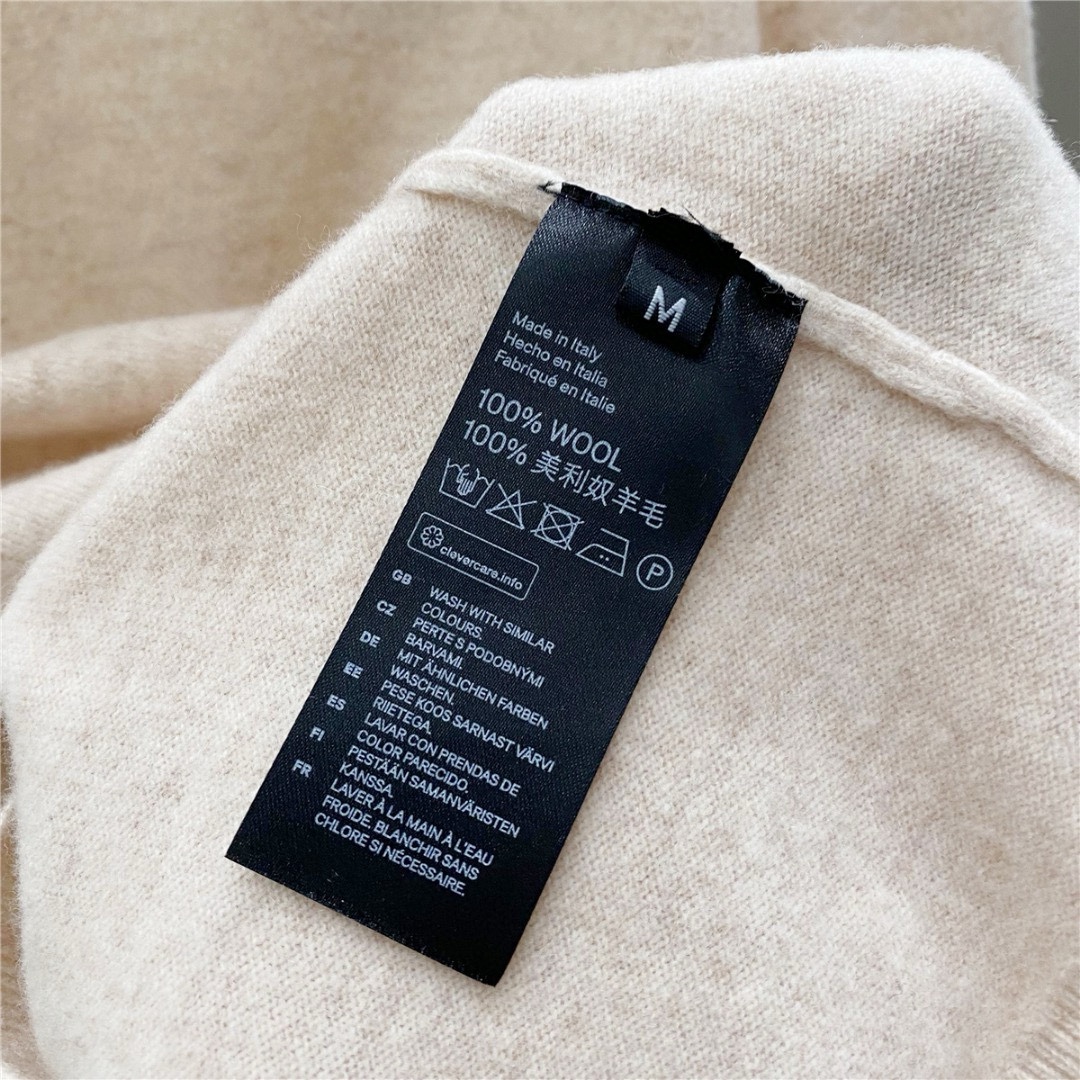 M
Made in Italy
Hecho en Italia
Fabriqué en Italie
100% WOOL
100% 美利奴羊毛
P
clevercare.info
GB WASH WITH SIMILAR
COLOURS.
CZ PERTE S PODOBNÝMI
BARVAMI.
DE MIT ÄHNLICHEN FARBEN
WASCHEN.
EE PESE KOOS SARNAST VÄRVI
RIIETEGA.
ES LAVAR CON PRENDAS DE
COLOR PARECIDO.
FI PESTÄÄN SAMANVÄRISTEN
KANSSA.
FR LAVER À LA MAIN À L'EAU
FROIDE. BLANCHIR SANS
CHLORE SI NÉCESSAIRE.